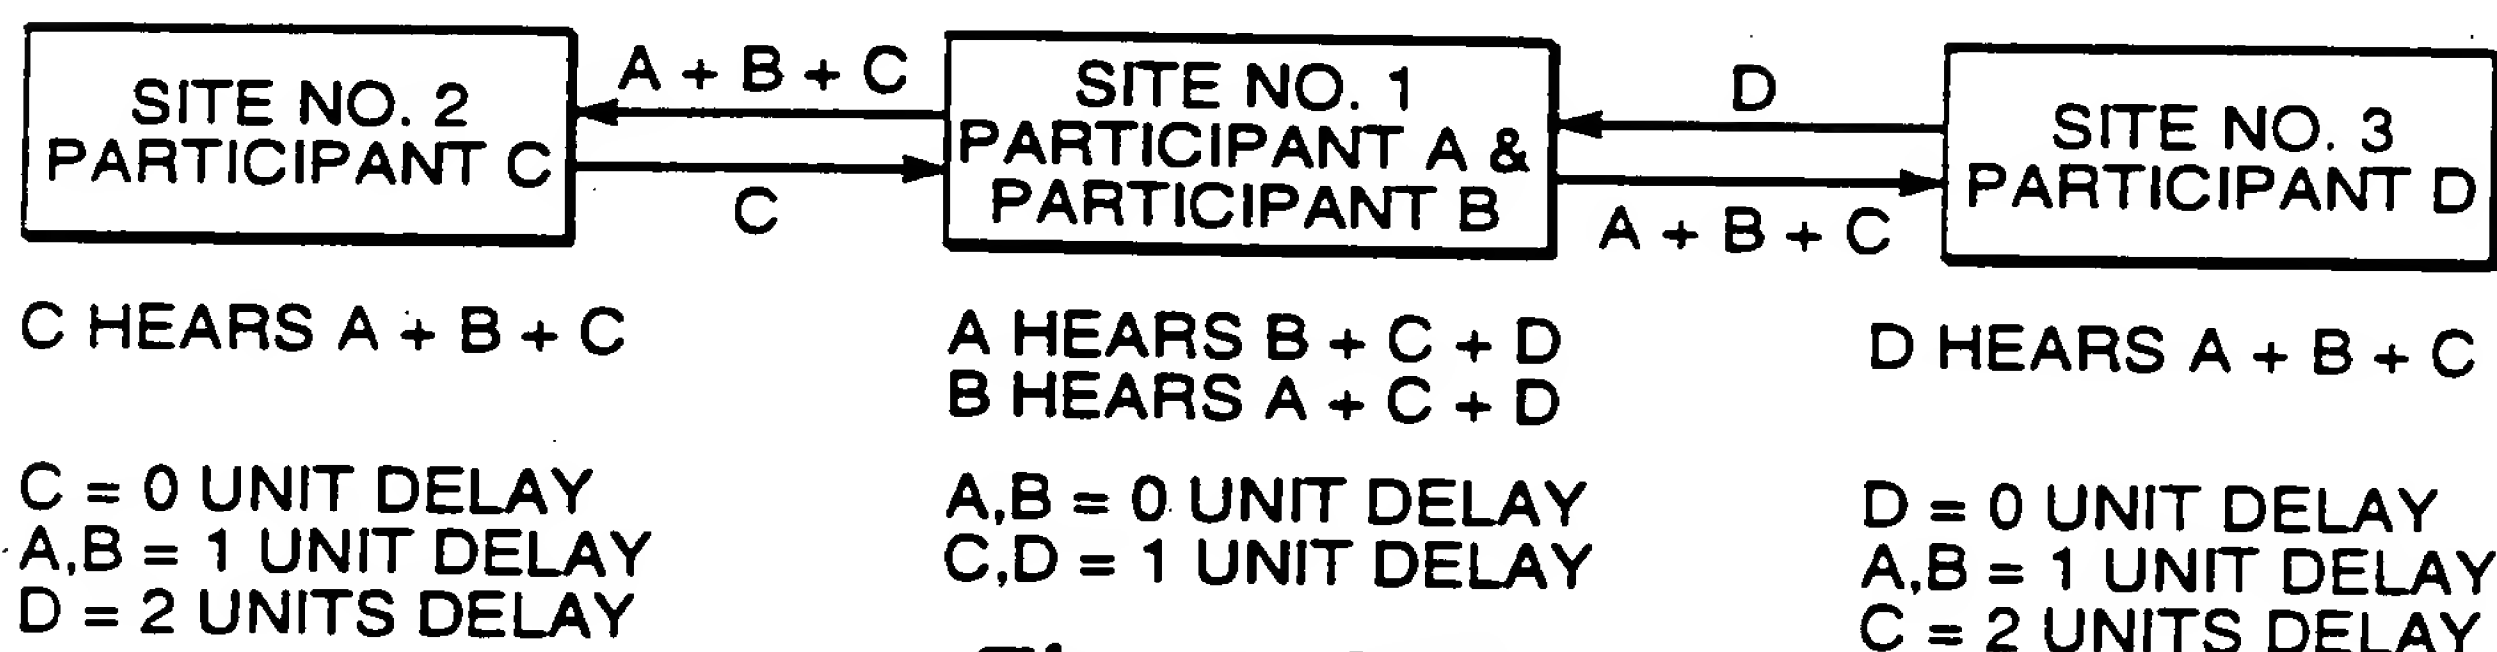 SITE NO. 2
PARTICIPANT C
A + B + C
C
SITE NO. 1
PARTICIPANT A &
PARTICIPANT B
D
A + B + C
SITE NO. 3
PARTICIPANT D
C HEARS A + B + C
A HEARS B + C + D
B HEARS A + C + D
D HEARS A + B + C
C = 0 UNIT DELAY
A,B = 1 UNIT DELAY
D = 2 UNITS DELAY
A,B = 0 UNIT DELAY
C,D = 1 UNIT DELAY
D = 0 UNIT DELAY
A,B = 1 UNIT DELAY
C = 2 UNITS DELAY